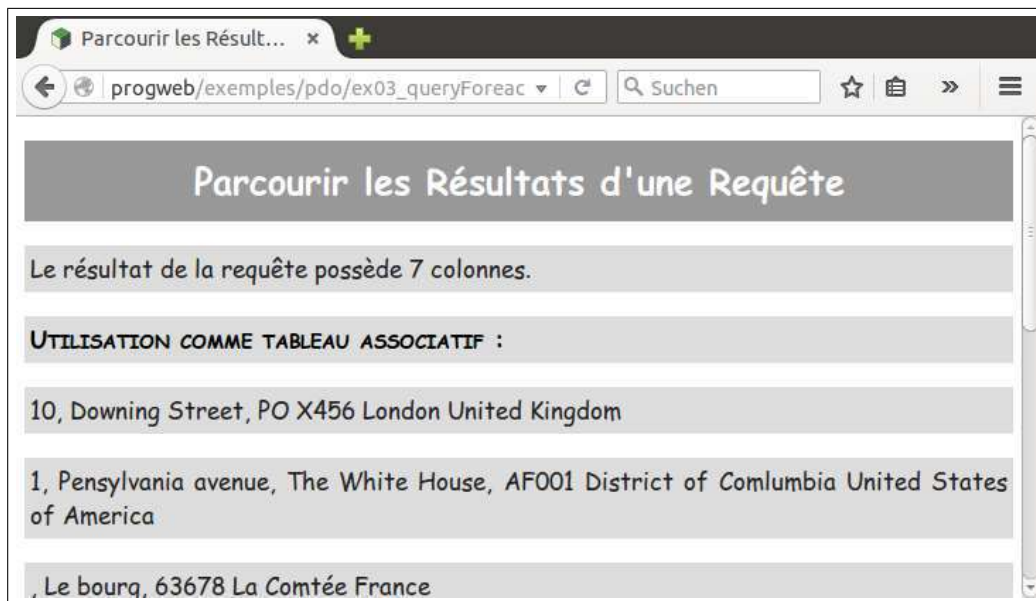 Parcourir les Résult...
progweb/exemples/pdo/ex03_queryForeac
Suchen
Parcourir les Résultats d'une Requête
Le résultat de la requête possède 7 colonnes.
UTILISATION COMME TABLEAU ASSOCIATIF :
10, Downing Street, PO X456 London United Kingdom
1, Pensylvania avenue, The White House, AF001 District of Comlumbia United States
of America
, Le bourg, 63678 La Comtée France